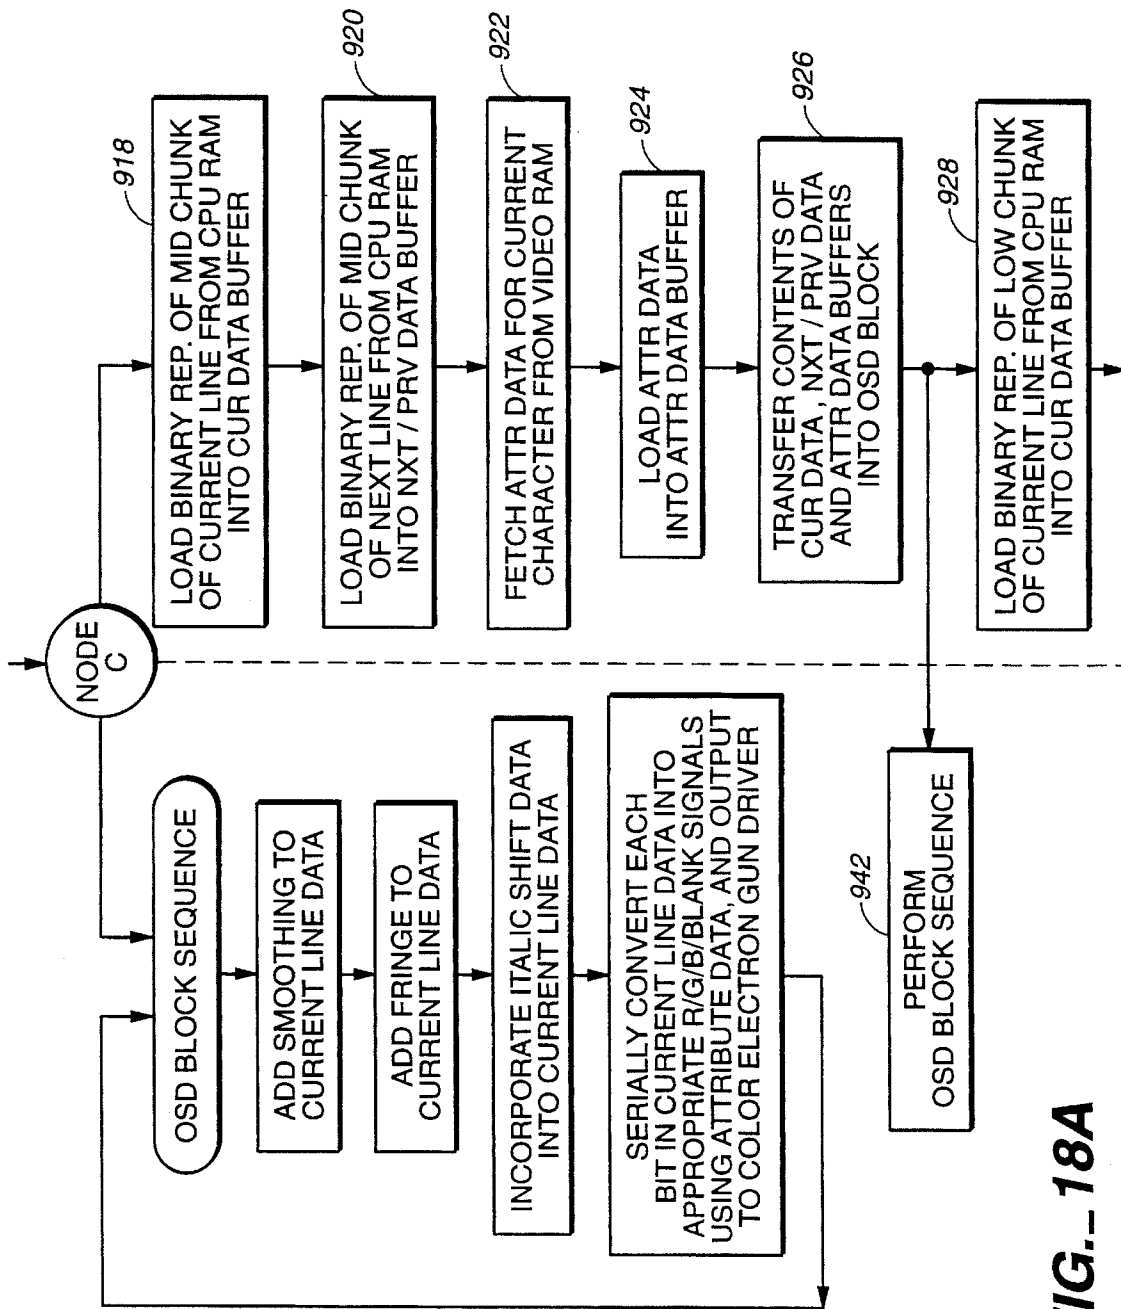 NODE
C
918
LOAD BINARY REP. OF MID CHUNK
OF CURRENT LINE FROM CPU RAM
INTO CUR DATA BUFFER
920
LOAD BINARY REP. OF MID CHUNK
OF NEXT LINE FROM CPU RAM
INTO NXT / PRV DATA BUFFER
922
FETCH ATTR DATA FOR CURRENT
CHARACTER FROM VIDEO RAM
924
LOAD ATTR DATA
INTO ATTR DATA BUFFER
926
TRANSFER CONTENTS OF
CUR DATA, NXT / PRV DATA
AND ATTR DATA BUFFERS
INTO OSD BLOCK
928
LOAD BINARY REP. OF LOW CHUNK
OF CURRENT LINE FROM CPU RAM
INTO CUR DATA BUFFER
OSD BLOCK SEQUENCE
ADD SMOOTHING TO
CURRENT LINE DATA
ADD FRINGE TO
CURRENT LINE DATA
INCORPORATE ITALIC SHIFT DATA
INTO CURRENT LINE DATA
SERIALLY CONVERT EACH
BIT IN CURRENT LINE DATA INTO
APPROPRIATE R/G/B/BLANK SIGNALS
USING ATTRIBUTE DATA, AND OUTPUT
TO COLOR ELECTRON GUN DRIVER
942
PERFORM
OSD BLOCK SEQUENCE
FIG._ 18A